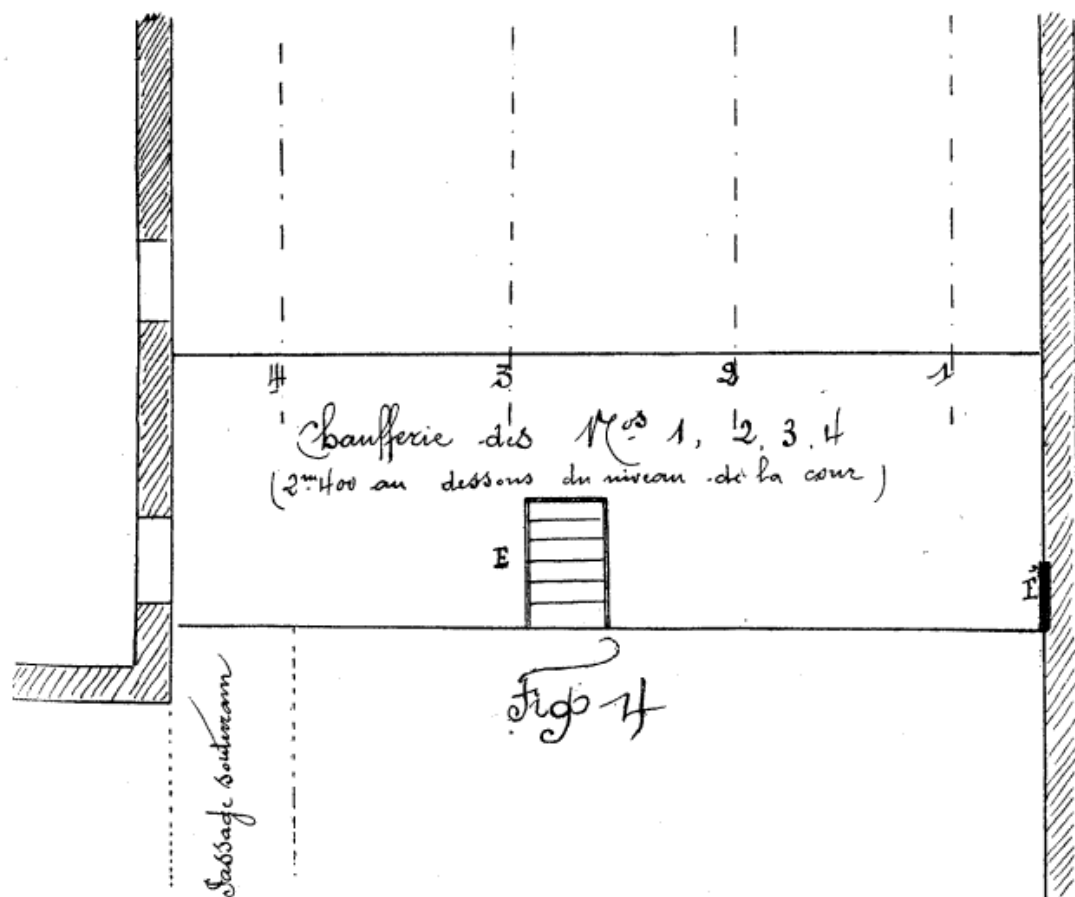 4 3 2 1
Chaufferie des Nos 1, 2. 3. 4
(2m400 au dessous du niveau de la cour)
E
E'
Fig 4
Passage souterrain